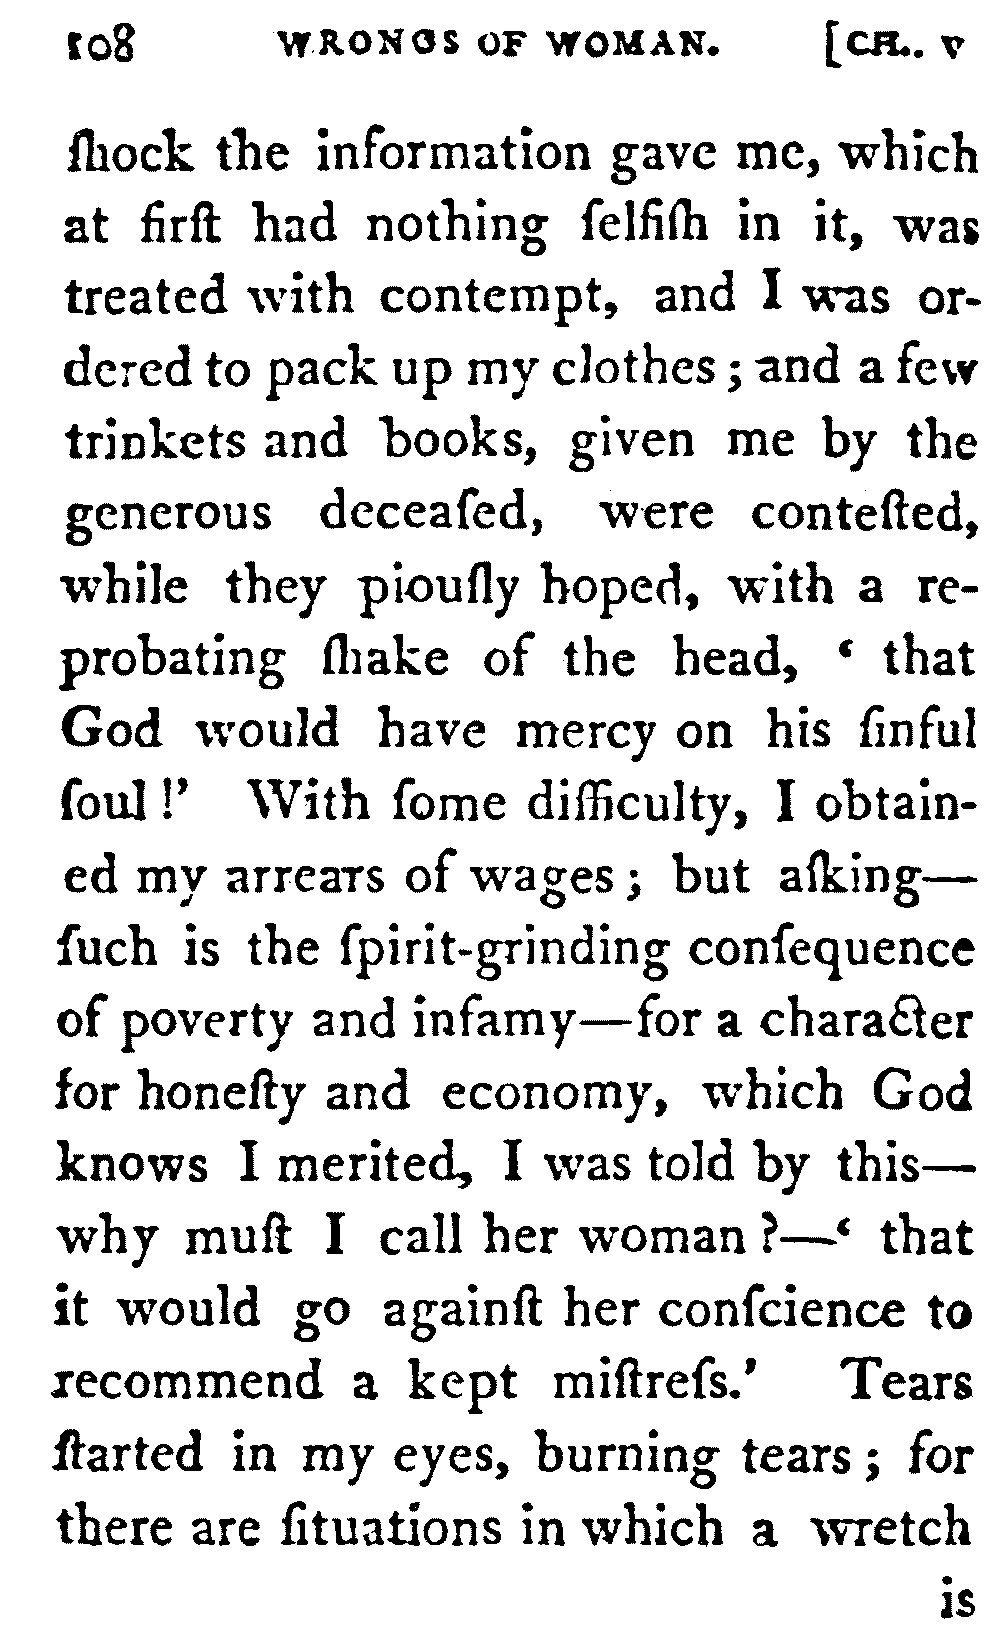 108 WRONGS OF WOMAN. [CH. V
ſhock the information gave me, which
at firſt had nothing ſelfiſh in it, was
treated with contempt, and I was or-
dered to pack up my clothes; and a few
trinkets and books, given me by the
generous deceaſed, were conteſted,
while they piouſly hoped, with a re-
probating ſhake of the head, ‘ that
God would have mercy on his ſinful
ſoul !’ With ſome difficulty, I obtain-
ed my arrears of wages; but aſking—
ſuch is the ſpirit-grinding conſequence
of poverty and infamy—for a character
for honeſty and economy, which God
knows I merited, I was told by this—
why muſt I call her woman ?—‘ that
it would go againſt her conſcience to
recommend a kept miſtreſs.’ Tears
ſtarted in my eyes, burning tears; for
there are ſituations in which a wretch
is